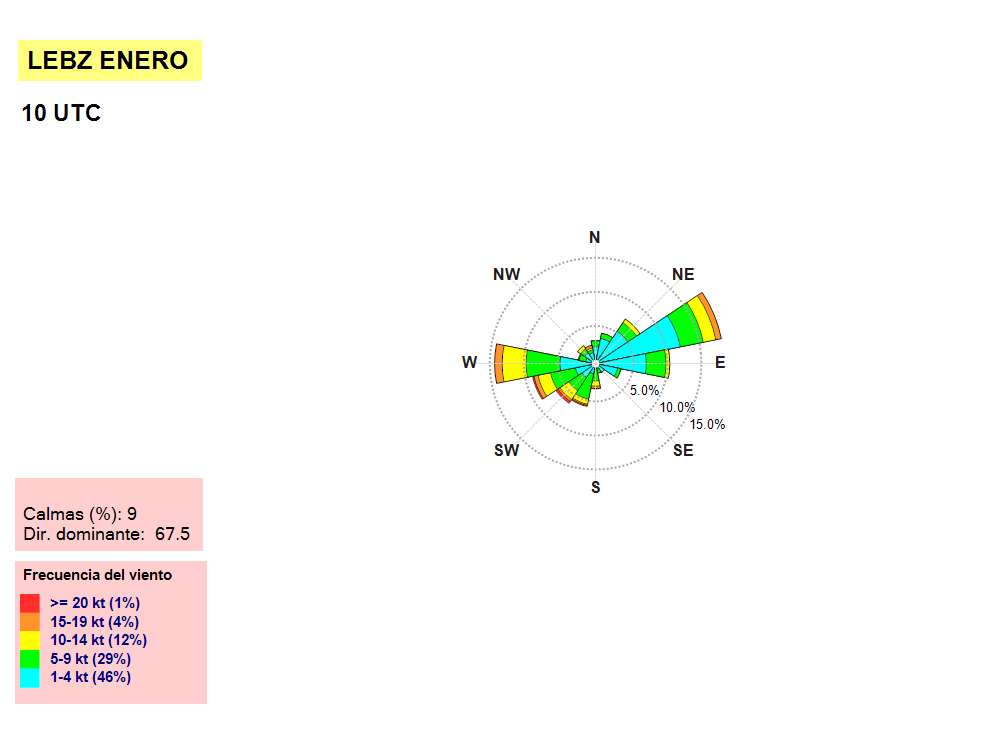 LEBZ ENERO
10 UTC
N
NW
NE
W
E
5.0%
10.0%
15.0%
SW
SE
S
Calmas (%): 9
Dir. dominante: 67.5
Frecuencia del viento
>= 20 kt (1%)
15-19 kt (4%)
10-14 kt (12%)
5-9 kt (29%)
1-4 kt (46%)